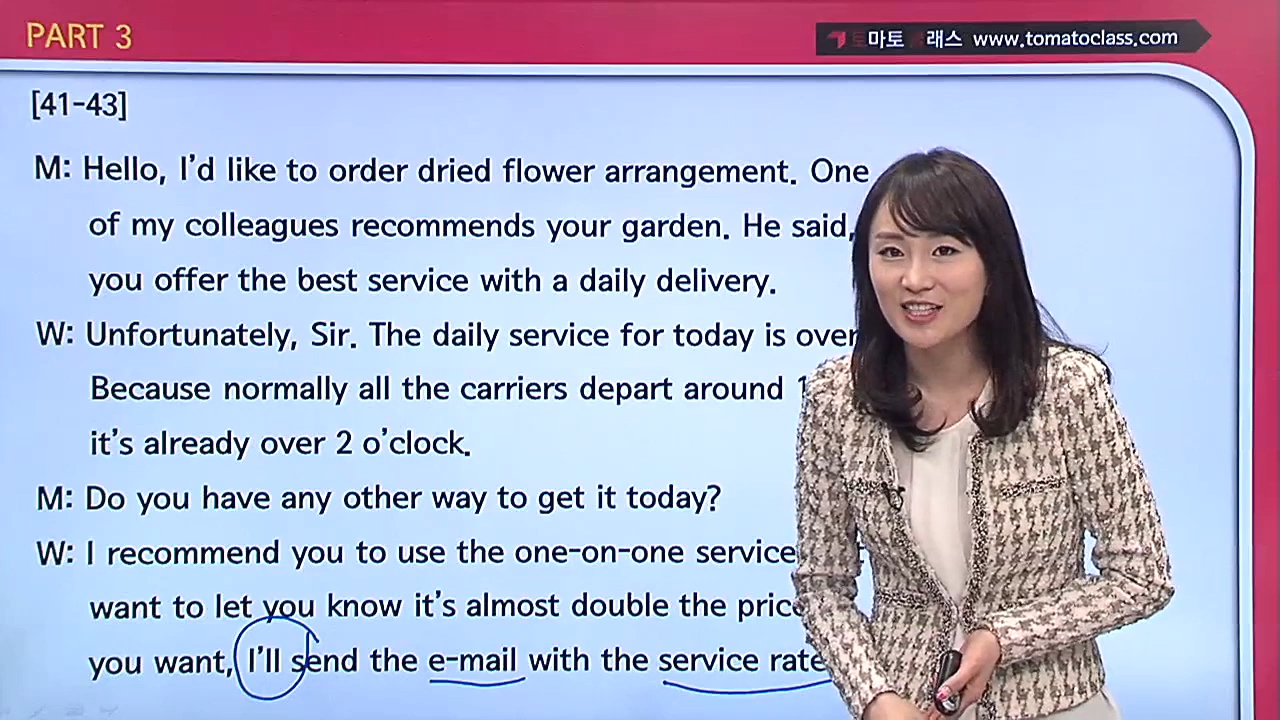 PART 3
토마토클래스 www.tomatoclass.com
[41-43]
M: Hello, I'd like to order dried flower arrangement. One
of my colleagues recommends your garden. He said,
you offer the best service with a daily delivery.
W: Unfortunately, Sir. The daily service for today is over
Because normally all the carriers depart around
it's already over 2 o'clock.
M: Do you have any other way to get it today?
W: I recommend you to use the one-on-one service
want to let you know it's almost double the price
you want, I'll send the e-mail with the service rate